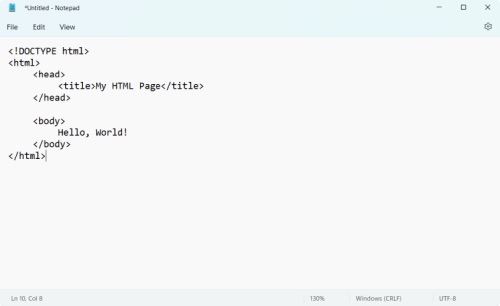 *Untitled - Notepad
File Edit View
<!DOCTYPE html>
<html>
<head>
<title>My HTML Page</title>
</head>
<body>
Hello, World!
</body>
</html>
Ln 10, Col 8 130% Windows (CRLF) UTF-8